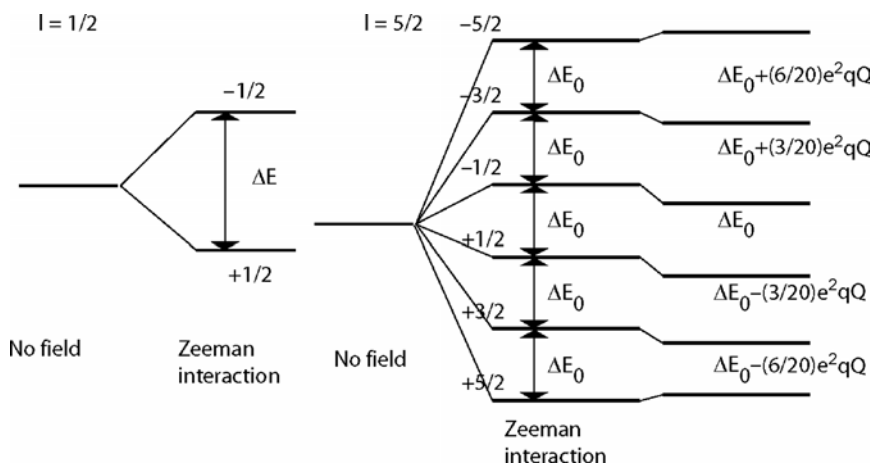 I = 1/2
−1/2
ΔE
+1/2
No field
Zeeman
interaction
I = 5/2
−5/2
−3/2
−1/2
+1/2
+3/2
+5/2
No field
ΔE₀
ΔE₀
ΔE₀
ΔE₀
ΔE₀
Zeeman
interaction
ΔE₀+(6/20)e²qQ
ΔE₀+(3/20)e²qQ
ΔE₀
ΔE₀−(3/20)e²qQ
ΔE₀−(6/20)e²qQ